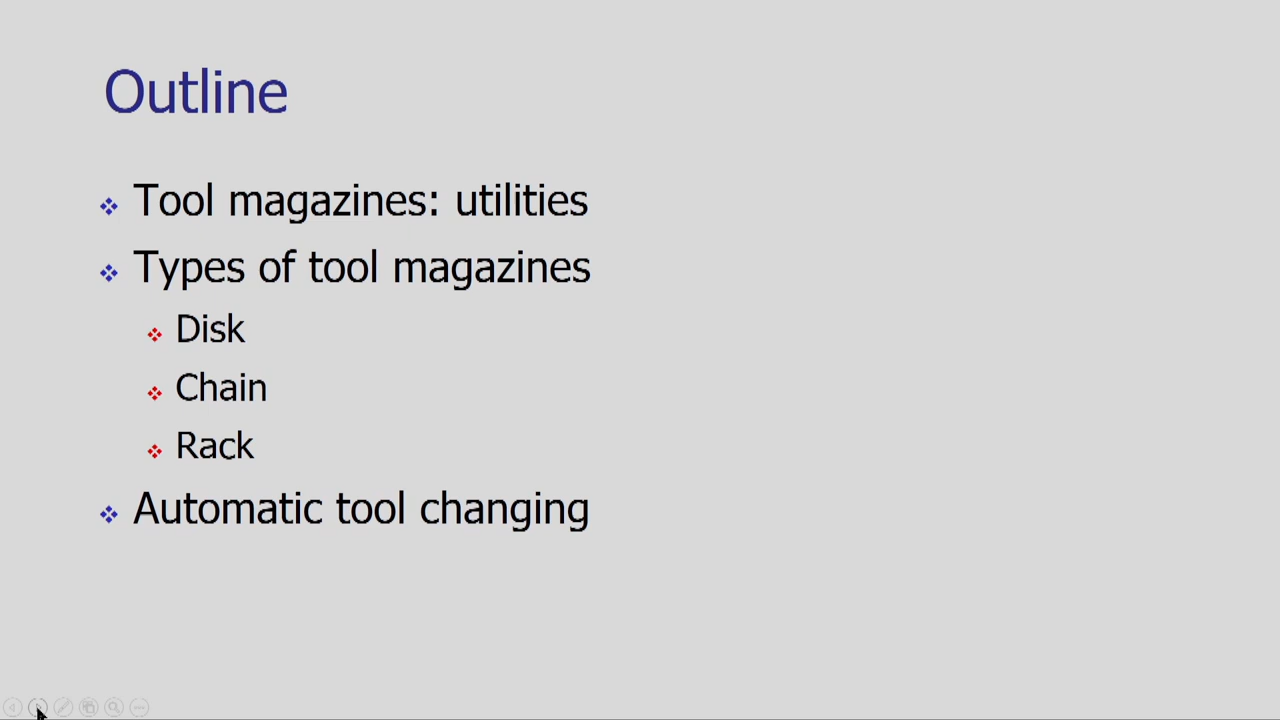 Outline
Tool magazines: utilities
Types of tool magazines
Disk
Chain
Rack
Automatic tool changing